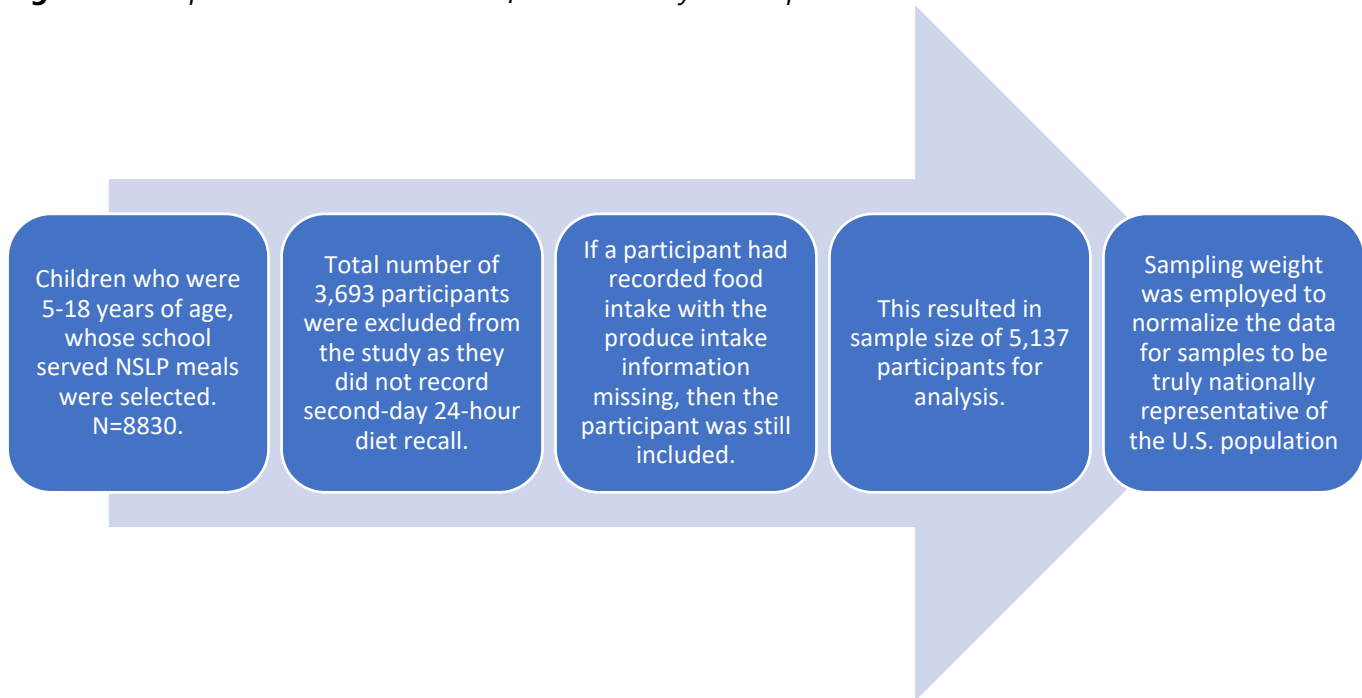 Children who were
5-18 years of age,
whose school
served NSLP meals
were selected.
N=8830.
Total number of
3,693 participants
were excluded from
the study as they
did not record
second-day 24-hour
diet recall.
If a participant had
recorded food
intake with the
produce intake
information
missing, then the
participant was still
included.
This resulted in
sample size of 5,137
participants for
analysis.
Sampling weight
was employed to
normalize the data
for samples to be
truly nationally
representative of
the U.S. population